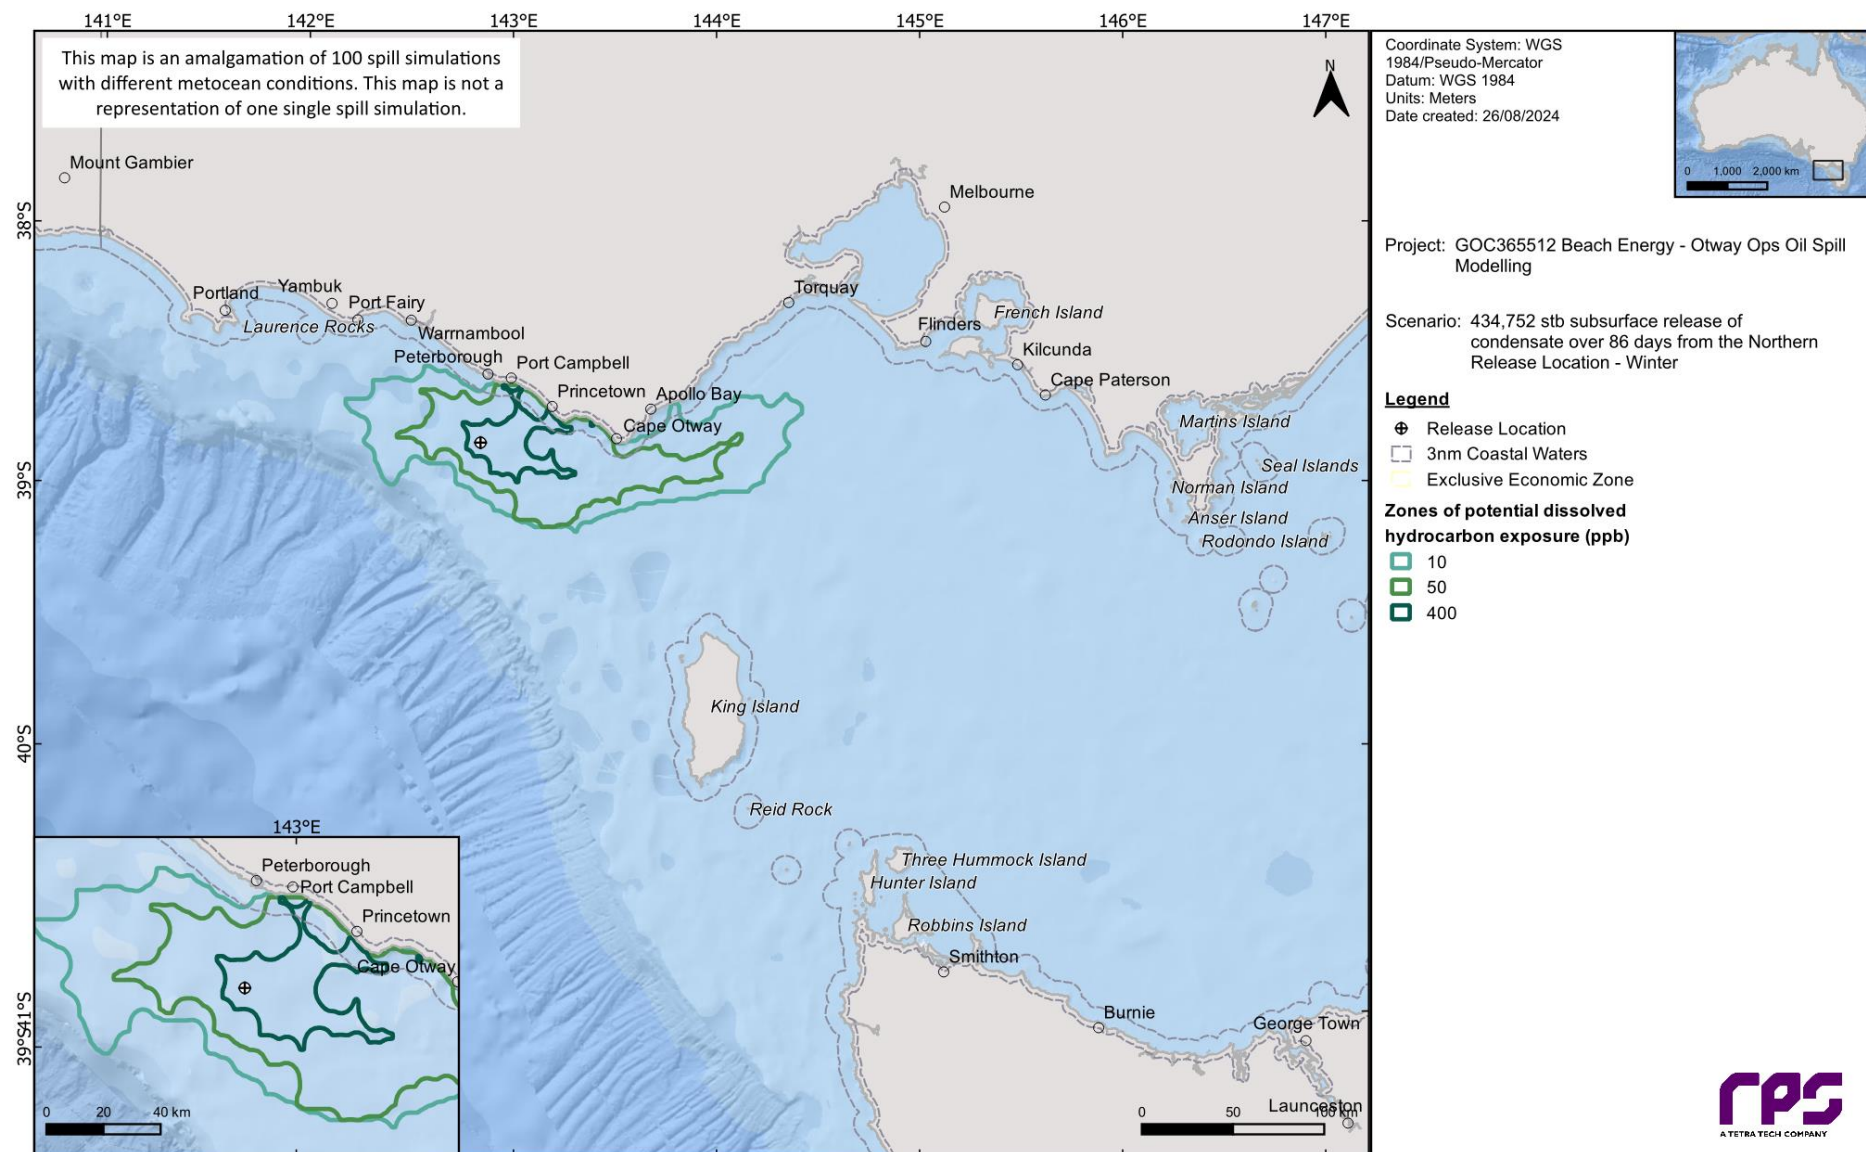 141°E 142°E 143°E 144°E 145°E 146°E 147°E
This map is an amalgamation of 100 spill simulations
with different metocean conditions. This map is not a
representation of one single spill simulation.
N
Mount Gambier
Melbourne
38°S
Portland
Yambuk
Port Fairy
Laurence Rocks
Warrnambool
Peterborough
Port Campbell
Princetown
Apollo Bay
Cape Otway
Torquay
Flinders
French Island
Kilcunda
Cape Paterson
Martins Island
Seal Islands
Norman Island
Anser Island
Rodondo Island
39°S
King Island
40°S
Reid Rock
Three Hummock Island
Hunter Island
Robbins Island
Smithton
Burnie
George Town
Launceston
41°S
0 50 100 km
143°E
Peterborough
Port Campbell
Princetown
Cape Otway
39°S
0 20 40 km
Coordinate System: WGS
1984/Pseudo-Mercator
Datum: WGS 1984
Units: Meters
Date created: 26/08/2024
0 1,000 2,000 km
Project: GOC365512 Beach Energy - Otway Ops Oil Spill
Modelling
Scenario: 434,752 stb subsurface release of
condensate over 86 days from the Northern
Release Location - Winter
Legend
Release Location
3nm Coastal Waters
Exclusive Economic Zone
Zones of potential dissolved
hydrocarbon exposure (ppb)
10
50
400
rps
A TETRA TECH COMPANY